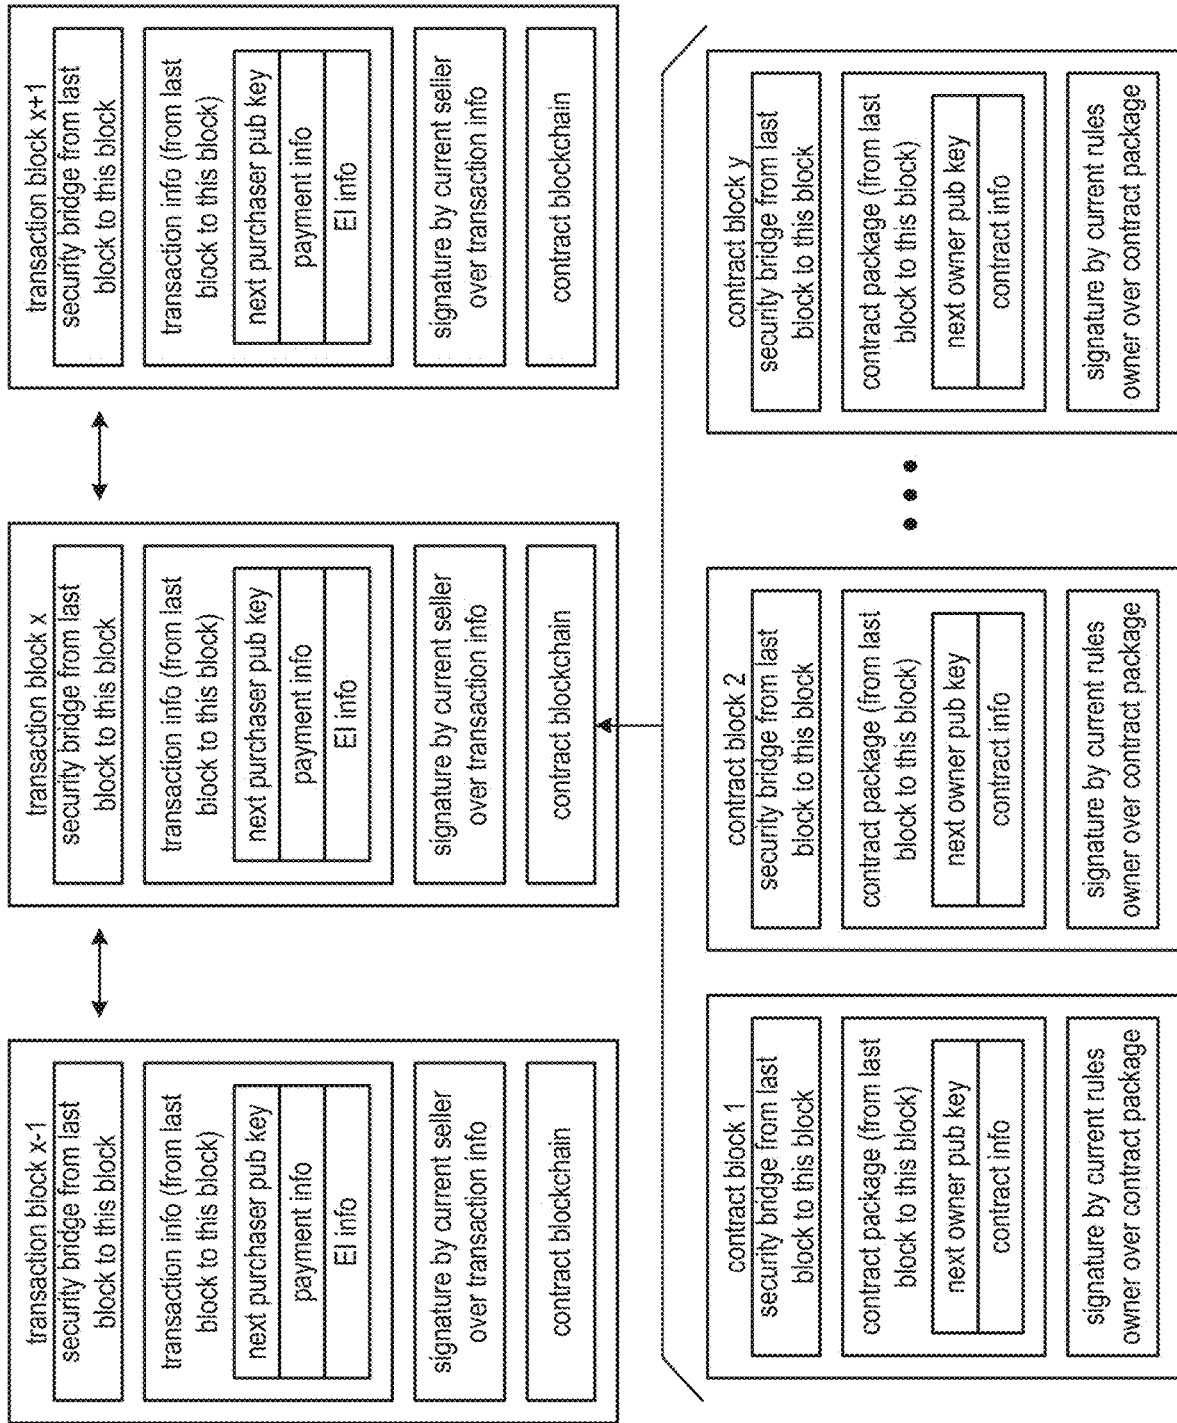 transaction block x-1
security bridge from last
block to this block
transaction info (from last
block to this block)
next purchaser pub key
payment info
EI info
signature by current seller
over transaction info
contract blockchain
transaction block x
security bridge from last
block to this block
transaction info (from last
block to this block)
next purchaser pub key
payment info
EI info
signature by current seller
over transaction info
contract blockchain
transaction block x+1
security bridge from last
block to this block
transaction info (from last
block to this block)
next purchaser pub key
payment info
EI info
signature by current seller
over transaction info
contract blockchain
contract block 1
security bridge from last
block to this block
contract package (from last
block to this block)
next owner pub key
contract info
signature by current rules
owner over contract package
contract block 2
security bridge from last
block to this block
contract package (from last
block to this block)
next owner pub key
contract info
signature by current rules
owner over contract package
contract block y
security bridge from last
block to this block
contract package (from last
block to this block)
next owner pub key
contract info
signature by current rules
owner over contract package